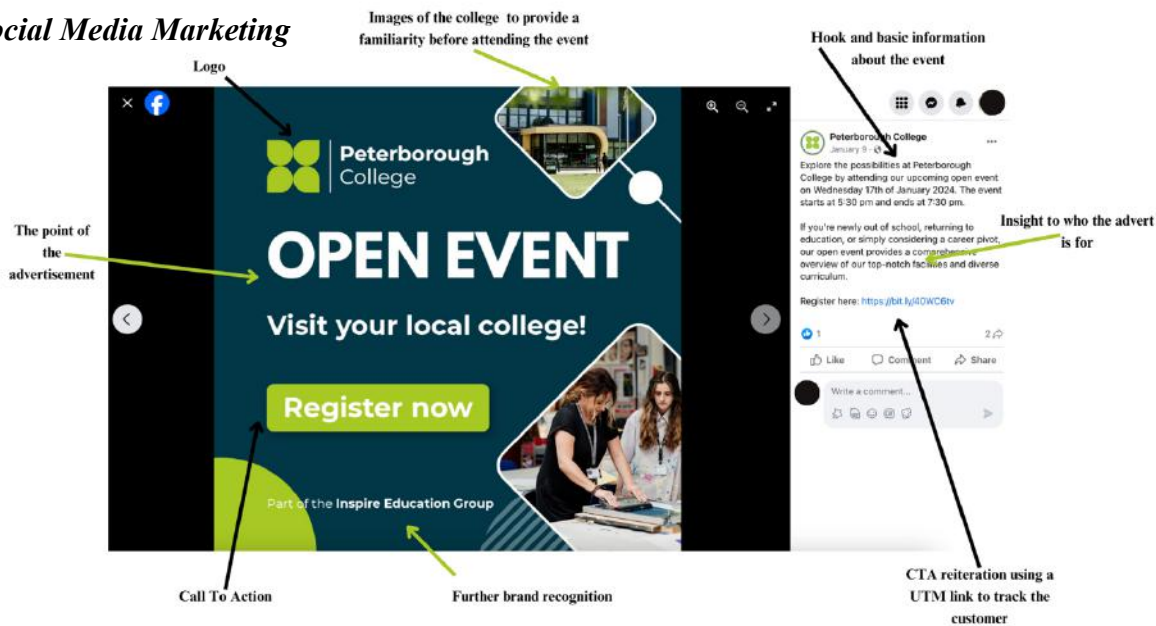 ocial Media Marketing
Images of the college to provide a
familiarity before attending the event
Logo
Hook and basic information
about the event
The point of
the
advertisement
Peterborough
College
OPEN EVENT
Visit your local college!
Register now
Part of the Inspire Education Group
Peterborough College
January 9
Explore the possibilities at Peterborough
College by attending our upcoming open event
on Wednesday 17th of January 2024. The event
starts at 5:30 pm and ends at 7:30 pm.
If you're newly out of school, returning to
education, or simply considering a career pivot,
our open event provides a comprehensive
overview of our top-notch facilities and diverse
curriculum.
Register here: https://bit.ly/40WC6tv
1
2
Like
Comment
Share
Write a comment...
Insight to who the advert
is for
Call To Action
Further brand recognition
CTA reiteration using a
UTM link to track the
customer